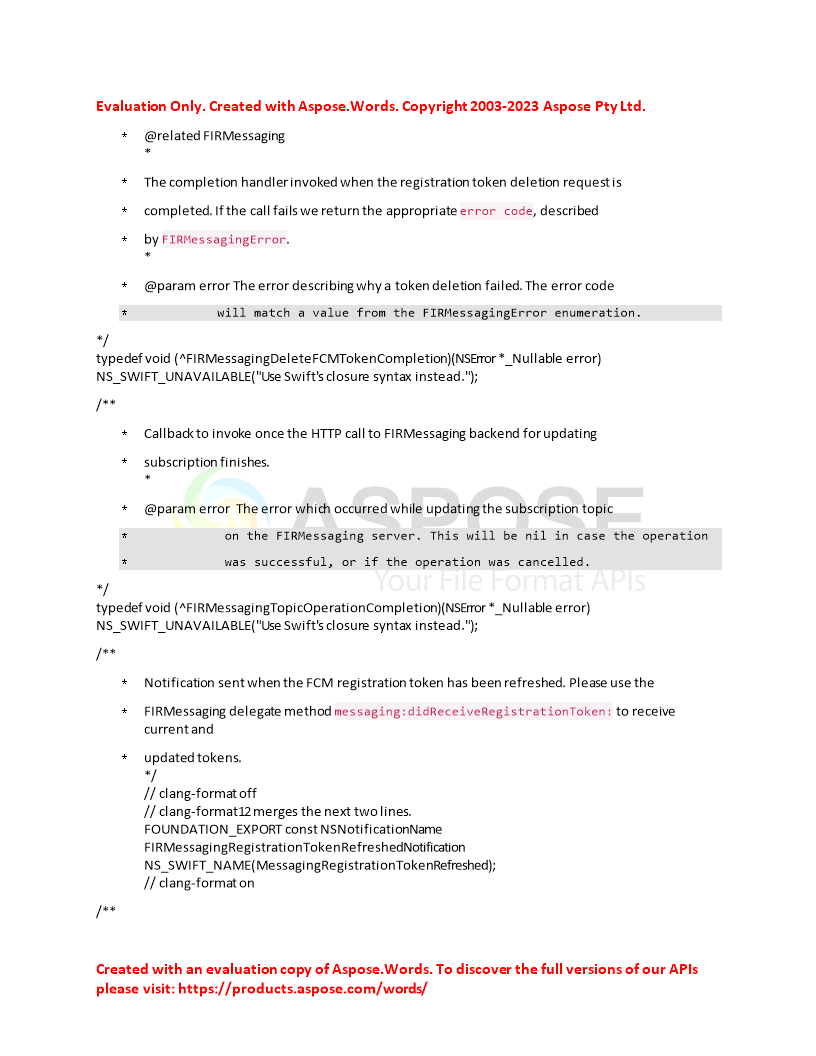 Evaluation Only. Created with Aspose.Words. Copyright 2003-2023 Aspose Pty Ltd.
* @related FIRMessaging
*
* The completion handler invoked when the registration token deletion request is
* completed. If the call fails we return the appropriate error code, described
* by FIRMessagingError.
*
* @param error The error describing why a token deletion failed. The error code
* will match a value from the FIRMessagingError enumeration.
*/
typedef void (^FIRMessagingDeleteFCMTokenCompletion)(NSError *_Nullable error)
NS_SWIFT_UNAVAILABLE("Use Swift's closure syntax instead.");
/**
* Callback to invoke once the HTTP call to FIRMessaging backend for updating
* subscription finishes.
*
ASPOSE
* @param error The error which occurred while updating the subscription topic
* on the FIRMessaging server. This will be nil in case the operation
* was successful, or if the operation was cancelled.
Your File Format APIs
*/
typedef void (^FIRMessagingTopicOperationCompletion)(NSError *_Nullable error)
NS_SWIFT_UNAVAILABLE("Use Swift's closure syntax instead.");
/**
* Notification sent when the FCM registration token has been refreshed. Please use the
* FIRMessaging delegate method messaging:didReceiveRegistrationToken: to receive
current and
* updated tokens.
*/
// clang-format off
// clang-format12 merges the next two lines.
FOUNDATION_EXPORT const NSNotificationName
FIRMessagingRegistrationTokenRefreshedNotification
NS_SWIFT_NAME(MessagingRegistrationTokenRefreshed);
// clang-format on
/**
Created with an evaluation copy of Aspose.Words. To discover the full versions of our APIs
please visit: https://products.aspose.com/words/